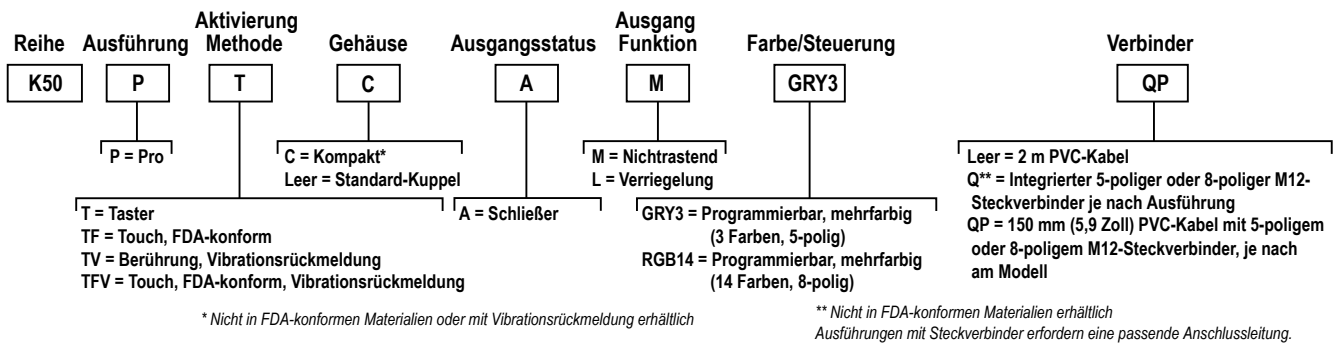 Reihe
Ausführung
Aktivierung
Methode
Gehäuse
Ausgangsstatus
Ausgang
Funktion
Farbe/Steuerung
Verbinder
K50
P
T
C
A
M
GRY3
QP
P = Pro
C = Kompakt*
Leer = Standard-Kuppel
M = Nichtrastend
L = Verriegelung
Leer = 2 m PVC-Kabel
Q** = Integrierter 5-poliger oder 8-poliger M12-
Steckverbinder je nach Ausführung
QP = 150 mm (5,9 Zoll) PVC-Kabel mit 5-poligem
oder 8-poligem M12-Steckverbinder, je nach
am Modell
T = Taster
TF = Touch, FDA-konform
TV = Berührung, Vibrationsrückmeldung
TFV = Touch, FDA-konform, Vibrationsrückmeldung
A = Schließer
GRY3 = Programmierbar, mehrfarbig
(3 Farben, 5-polig)
RGB14 = Programmierbar, mehrfarbig
(14 Farben, 8-polig)
* Nicht in FDA-konformen Materialien oder mit Vibrationsrückmeldung erhältlich
** Nicht in FDA-konformen Materialien erhältlich
Ausführungen mit Steckverbinder erfordern eine passende Anschlussleitung.